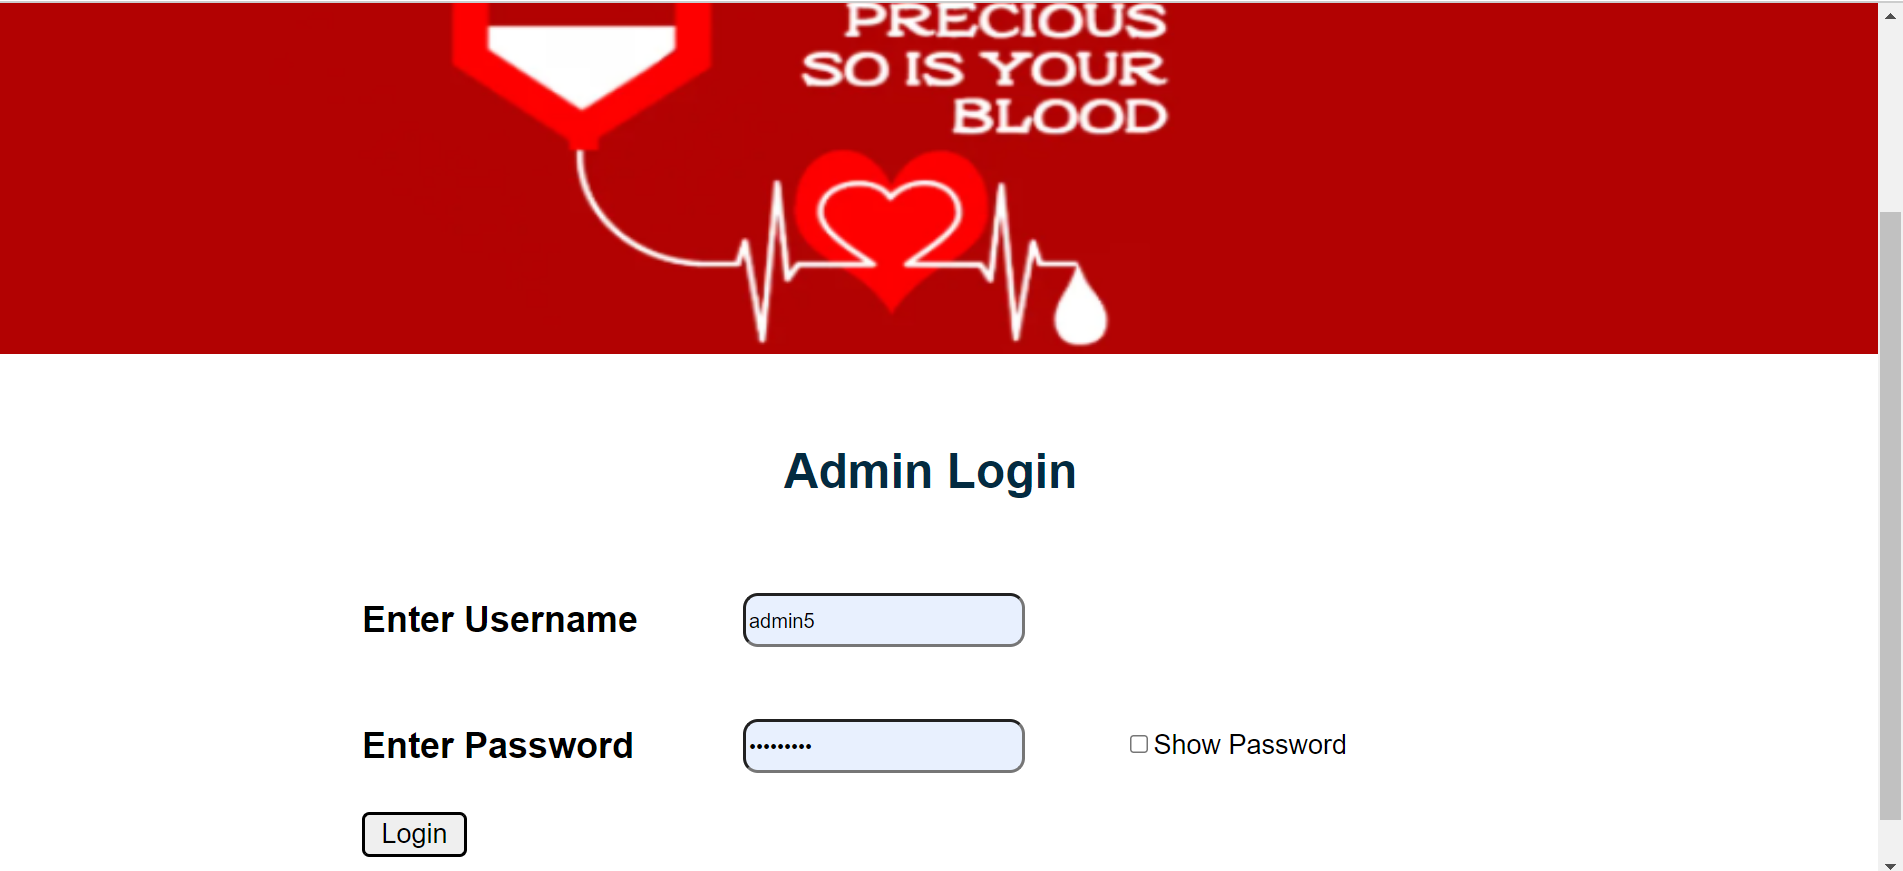 PRECIOUS
SO IS YOUR
BLOOD
Admin Login
Enter Username
admin5
Enter Password
•••••••••
Show Password
Login